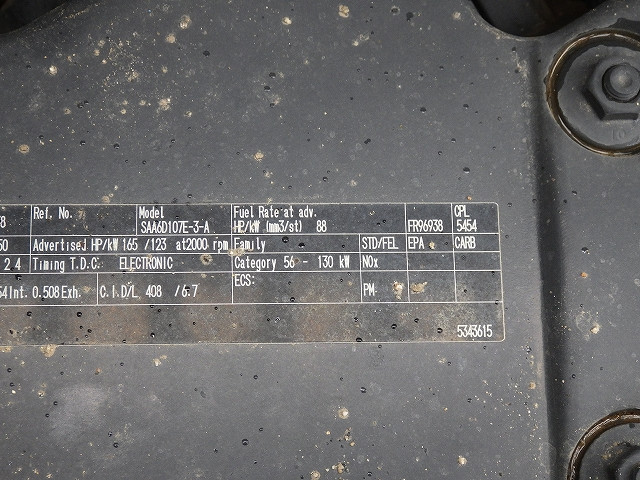 8 Ref. No. Model Fuel Rate at adv. CPL
SAA6D107E-3-A HP/kW (mm3/st) 88 FR96938 5454
50 Advertised HP/kW 165 /123 at2000 rpm Family STD/FEL EPA CARB
2 4 Timing T.D.C. ELECTRONIC Category 56 - 130 kW NOx
54Int. 0.508Exh. C.I.D/L 408 /6.7 ECS: PM
5343615